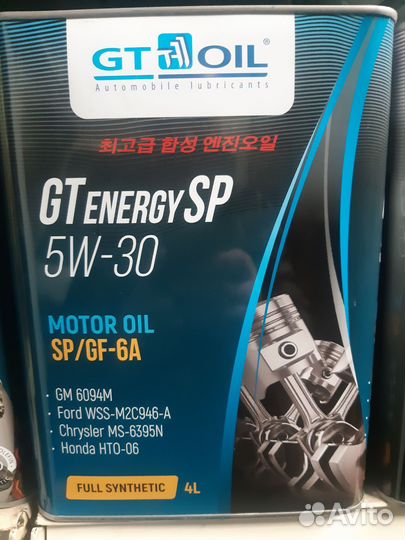 GT OIL®
Automobile lubricants
최고급 합성 엔진오일
GT ENERGY SP
5W-30
MOTOR OIL
SP/GF-6A
• GM 6094M
• Ford WSS-M2C946-A
• Chrysler MS-6395N
• Honda HTO-06
FULL SYNTHETIC 4L
Avito